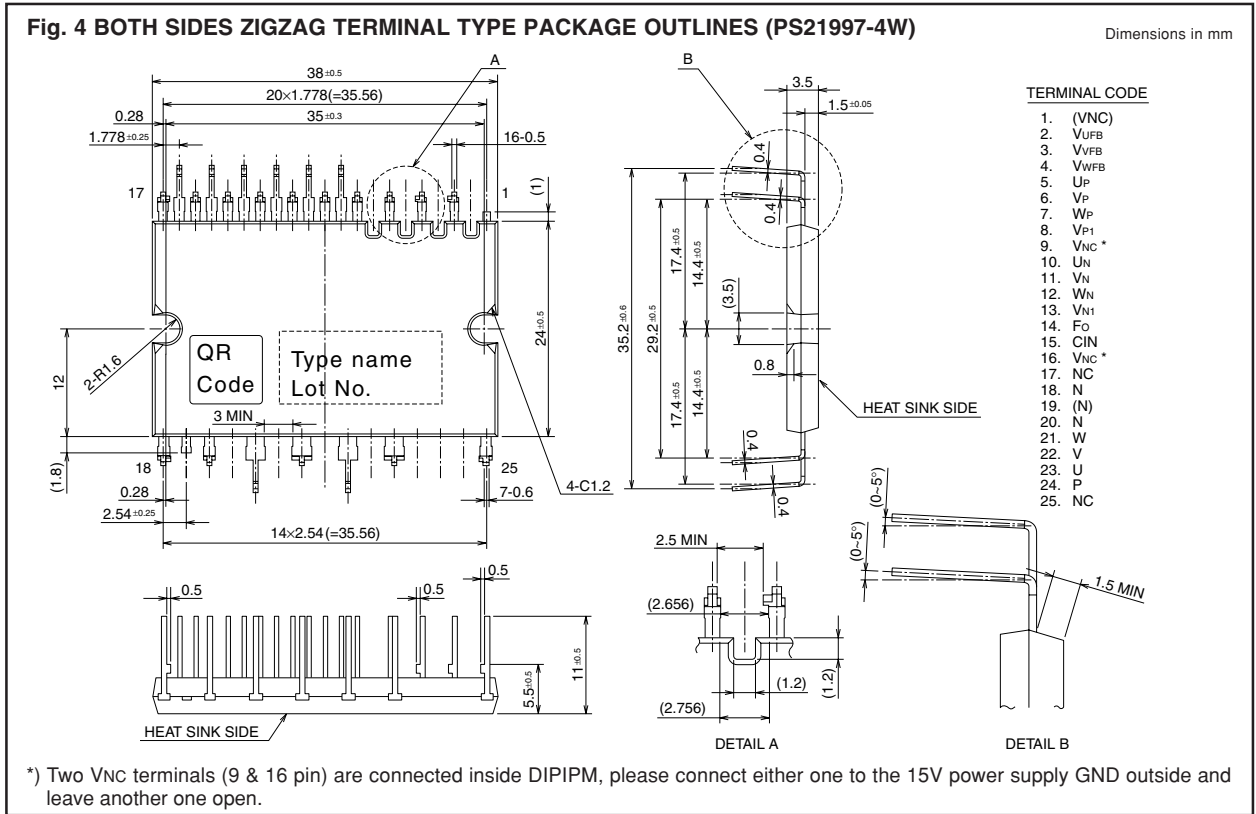 Fig. 4 BOTH SIDES ZIGZAG TERMINAL TYPE PACKAGE OUTLINES (PS21997-4W)
Dimensions in mm
A
38±0.5
20×1.778(=35.56)
0.28
35±0.3
1.778±0.25
16-0.5
17
1
(1)
24±0.5
12
2-R1.6
QR
Code
Type name
Lot No.
3 MIN
(1.8)
18
25
0.28
4-C1.2
7-0.6
2.54±0.25
14×2.54(=35.56)
B
3.5
1.5±0.05
0.4
0.4
35.2±0.6
29.2±0.5
17.4±0.5
14.4±0.5
(3.5)
0.8
17.4±0.5
14.4±0.5
HEAT SINK SIDE
0.4
0.4
TERMINAL CODE
1. (VNC)
2. VUFB
3. VVFB
4. VWFB
5. UP
6. VP
7. WP
8. VP1
9. VNC *
10. UN
11. VN
12. WN
13. VN1
14. FO
15. CIN
16. VNC *
17. NC
18. N
19. (N)
20. N
21. W
22. V
23. U
24. P
25. NC
0.5
0.5
0.5
11±0.5
5.5±0.5
HEAT SINK SIDE
2.5 MIN
(2.656)
(1.2)
(1.2)
(2.756)
DETAIL A
(0~5°)
(0~5°)
1.5 MIN
DETAIL B
*) Two VNC terminals (9 & 16 pin) are connected inside DIPIPM, please connect either one to the 15V power supply GND outside and
leave another one open.